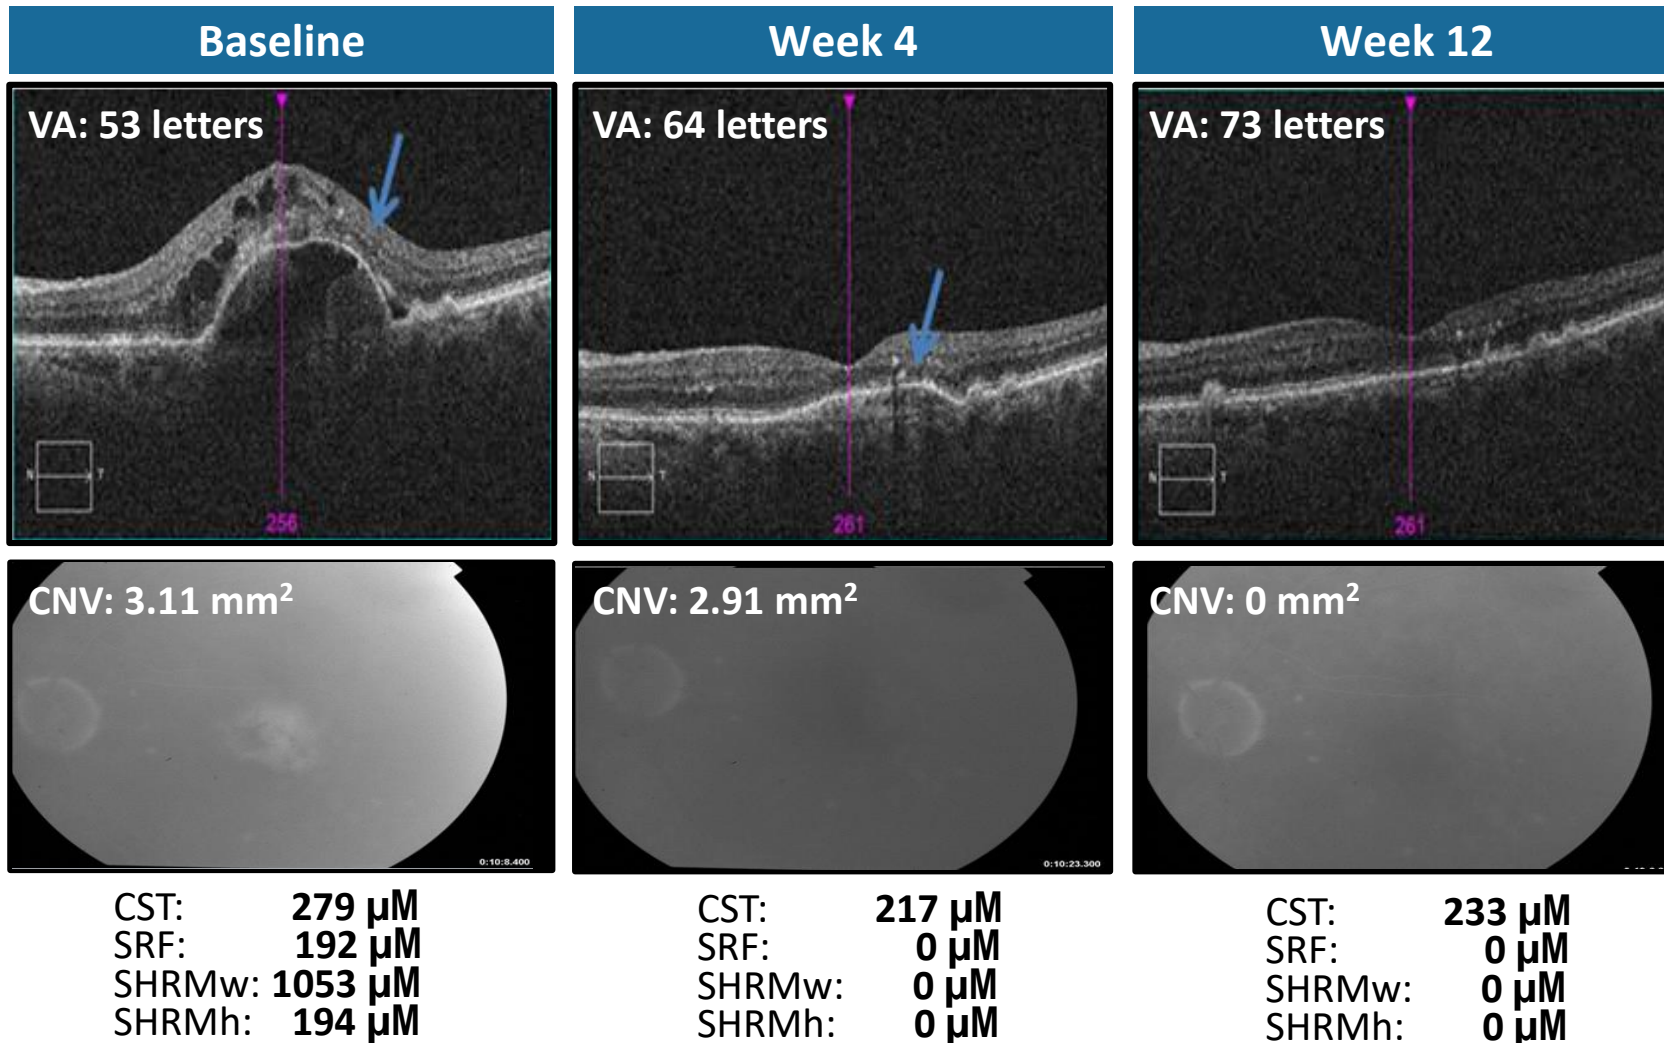 Baseline
VA: 53 letters
N T
256
CNV: 3.11 mm²
0:10:8.400
CST: 279 µM
SRF: 192 µM
SHRMw: 1053 µM
SHRMh: 194 µM
Week 4
VA: 64 letters
N T
261
CNV: 2.91 mm²
0:10:23.300
CST: 217 µM
SRF: 0 µM
SHRMw: 0 µM
SHRMh: 0 µM
Week 12
VA: 73 letters
N T
261
CNV: 0 mm²
CST: 233 µM
SRF: 0 µM
SHRMw: 0 µM
SHRMh: 0 µM